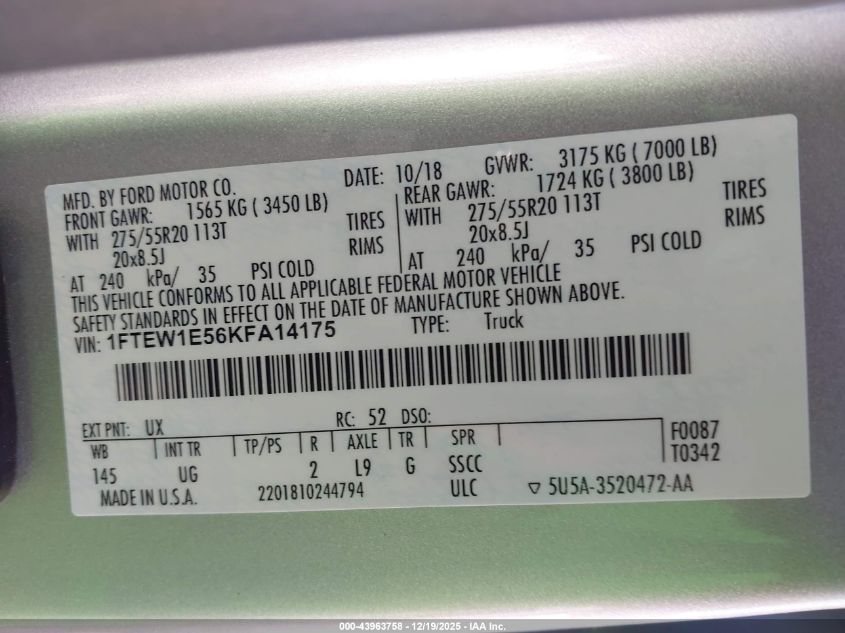 MFD. BY FORD MOTOR CO. DATE: 10/18 GVWR: 3175 KG ( 7000 LB)
FRONT GAWR: 1565 KG ( 3450 LB) REAR GAWR: 1724 KG ( 3800 LB)
WITH 275/55R20 113T TIRES WITH 275/55R20 113T TIRES
20x8.5J RIMS 20x8.5J RIMS
AT 240 kPa/ 35 PSI COLD AT 240 kPa/ 35 PSI COLD
THIS VEHICLE CONFORMS TO ALL APPLICABLE FEDERAL MOTOR VEHICLE
SAFETY STANDARDS IN EFFECT ON THE DATE OF MANUFACTURE SHOWN ABOVE.
VIN: 1FTEW1E56KFA14175 TYPE: Truck
EXT PNT: UX RC: 52 DSO:
WB INT TR TP/PS R AXLE TR SPR F0087
145 UG 2 L9 G SSCC T0342
MADE IN U.S.A. 2201810244794 ULC ▽ 5U5A-3520472-AA
000-43963758 - 12/19/2025 - IAA Inc.